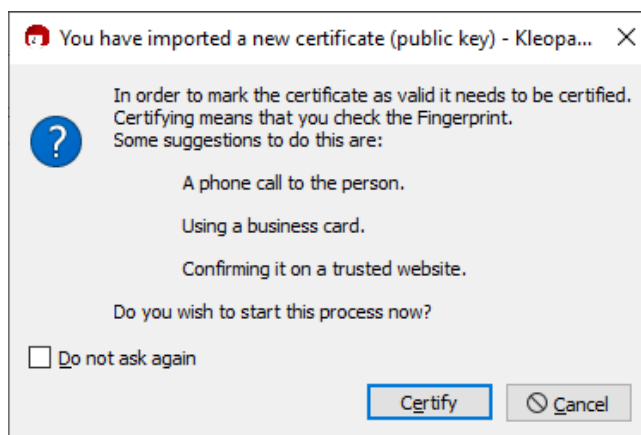 You have imported a new certificate (public key) - Kleopa...
In order to mark the certificate as valid it needs to be certified.
Certifying means that you check the Fingerprint.
Some suggestions to do this are:
A phone call to the person.
Using a business card.
Confirming it on a trusted website.
Do you wish to start this process now?
Do not ask again
Certify
Cancel